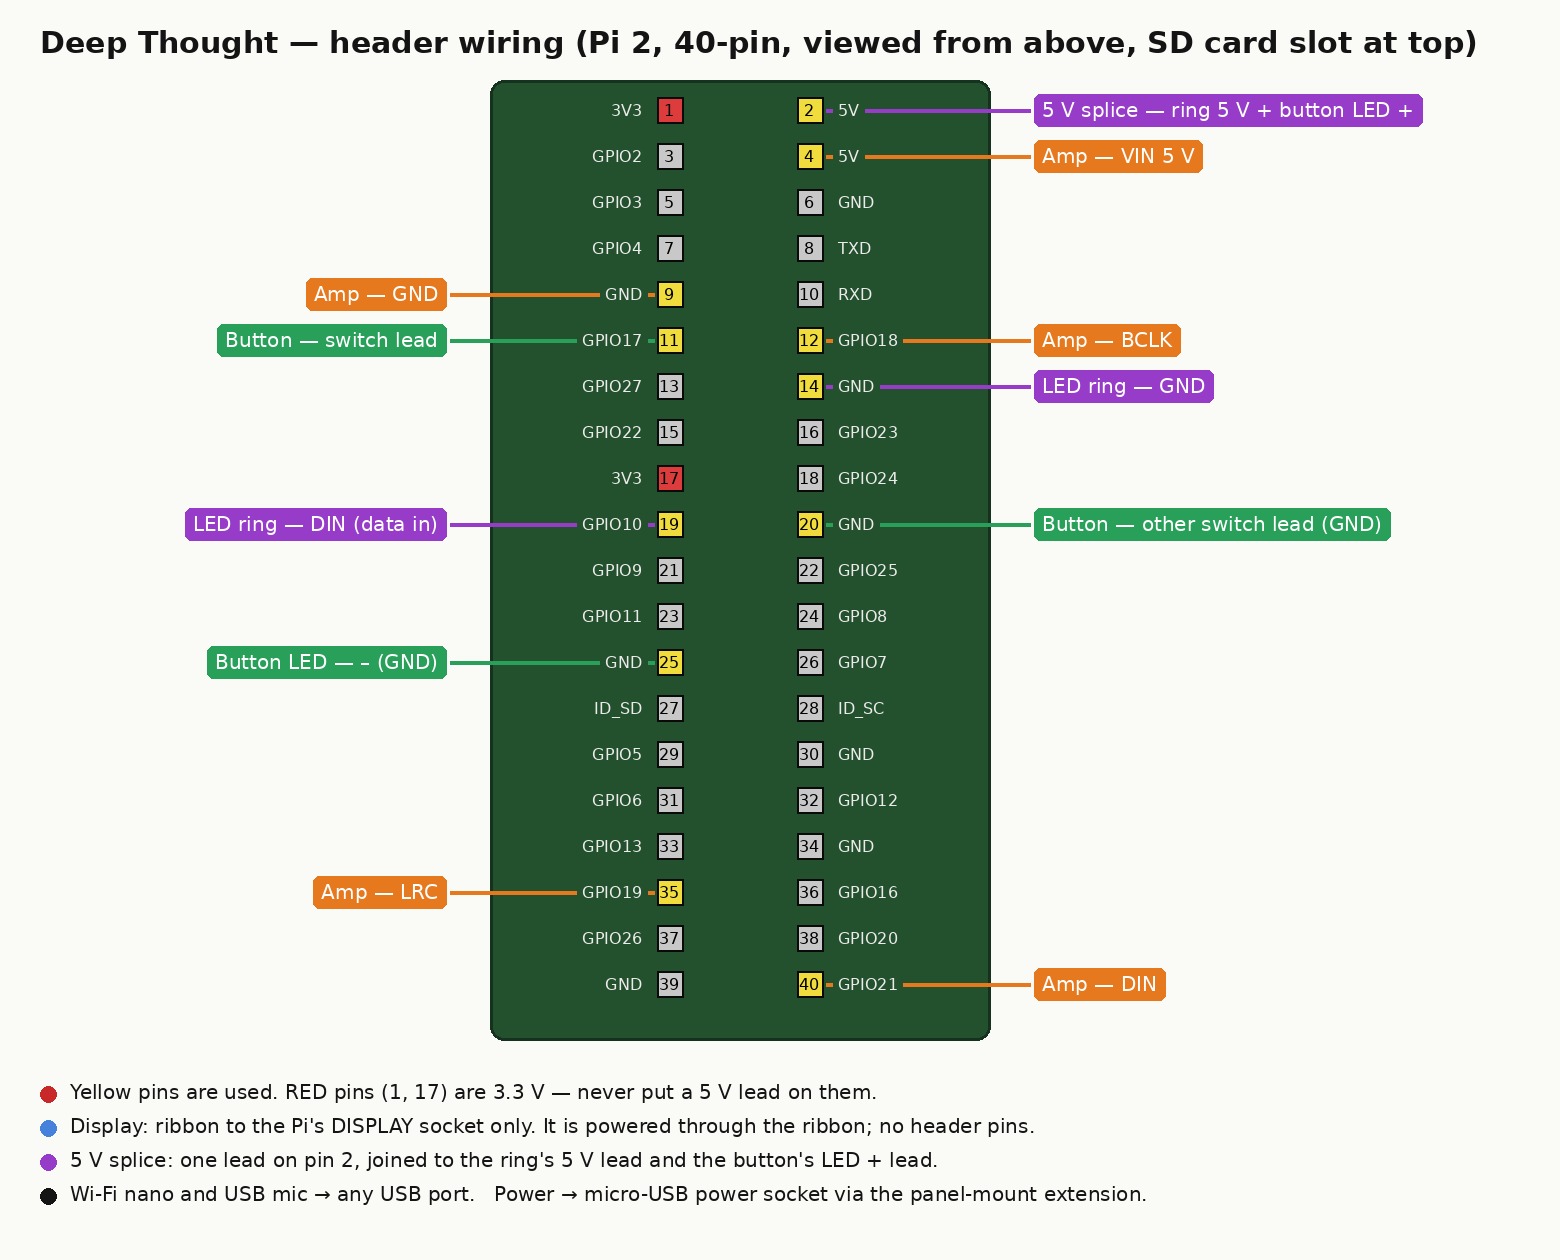 Deep Thought — header wiring (Pi 2, 40-pin, viewed from above, SD card slot at top)
3V3 1 2 5V 5 V splice — ring 5 V + button LED +
GPIO2 3 4 5V Amp — VIN 5 V
GPIO3 5 6 GND
GPIO4 7 8 TXD
Amp — GND GND 9 10 RXD
Button — switch lead GPIO17 11 12 GPIO18 Amp — BCLK
GPIO27 13 14 GND LED ring — GND
GPIO22 15 16 GPIO23
3V3 17 18 GPIO24
LED ring — DIN (data in) GPIO10 19 20 GND Button — other switch lead (GND)
GPIO9 21 22 GPIO25
GPIO11 23 24 GPIO8
Button LED — – (GND) GND 25 26 GPIO7
ID_SD 27 28 ID_SC
GPIO5 29 30 GND
GPIO6 31 32 GPIO12
GPIO13 33 34 GND
Amp — LRC GPIO19 35 36 GPIO16
GPIO26 37 38 GPIO20
GND 39 40 GPIO21 Amp — DIN
Yellow pins are used. RED pins (1, 17) are 3.3 V — never put a 5 V lead on them.
Display: ribbon to the Pi's DISPLAY socket only. It is powered through the ribbon; no header pins.
5 V splice: one lead on pin 2, joined to the ring's 5 V lead and the button's LED + lead.
Wi-Fi nano and USB mic → any USB port. Power → micro-USB power socket via the panel-mount extension.